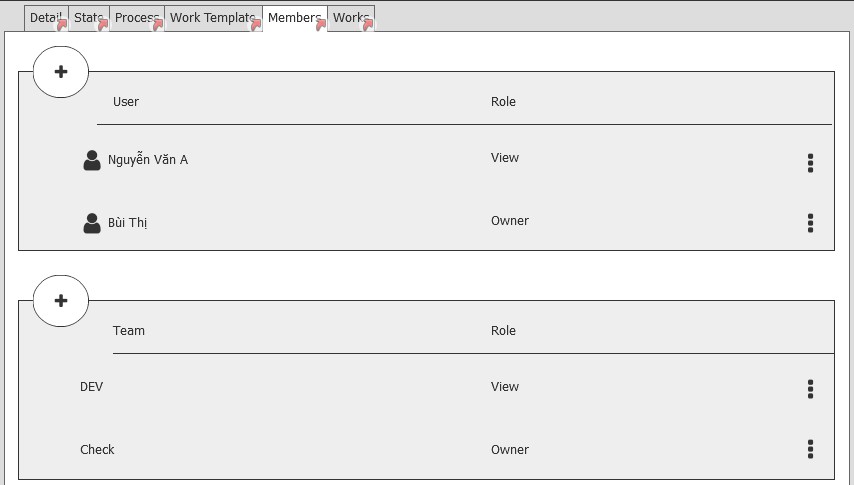 Detail Stats Process Work Template Members Works
User Role
Nguyễn Văn A View
Bùi Thị Owner
Team Role
DEV View
Check Owner